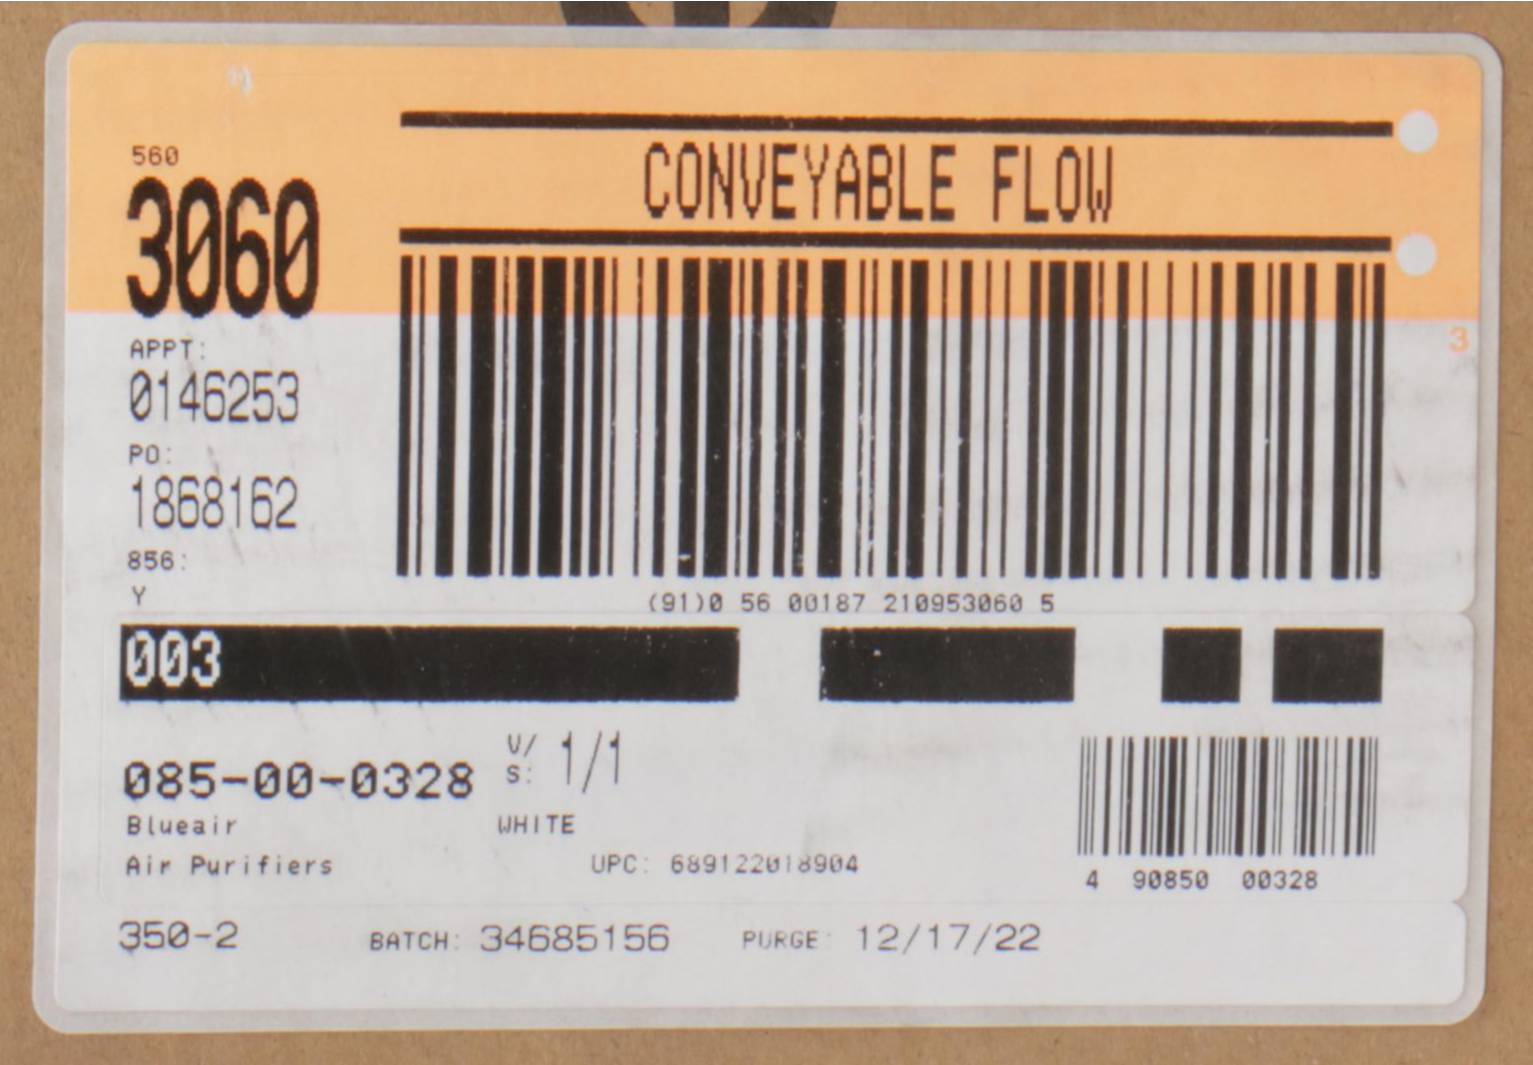 CONVEYABLE FLOW
560
3060
APPT:
0146253
PO:
1868162
856:
Y
3
(91)0 56 00187 210953060 5
003
085-00-0328
V/
S: 1/1
Blueair WHITE
Air Purifiers UPC: 689122018904
4 90850 00328
350-2 BATCH: 34685156 PURGE: 12/17/22